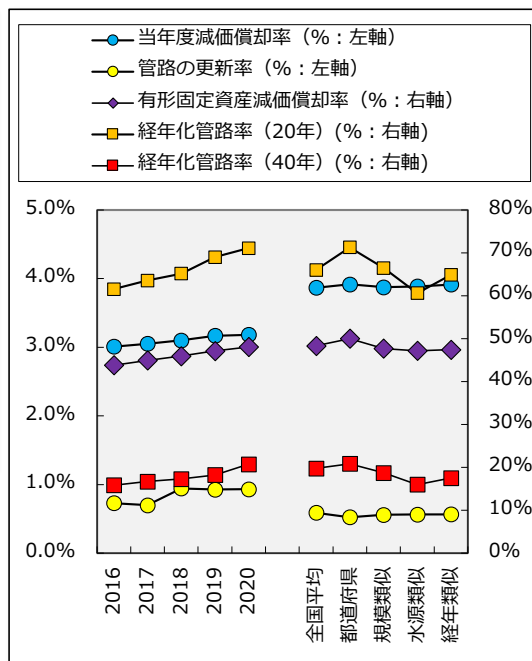 当年度減価償却率（%：左軸）
管路の更新率（%：左軸）
有形固定資産減価償却率（%：右軸）
経年化管路率（20年）(%：右軸)
経年化管路率（40年）(%：右軸)
5.0%
4.0%
3.0%
2.0%
1.0%
0.0%
80%
70%
60%
50%
40%
30%
20%
10%
0%
2016
2017
2018
2019
2020
全国平均
都道府県
規模類似
水源類似
経年類似